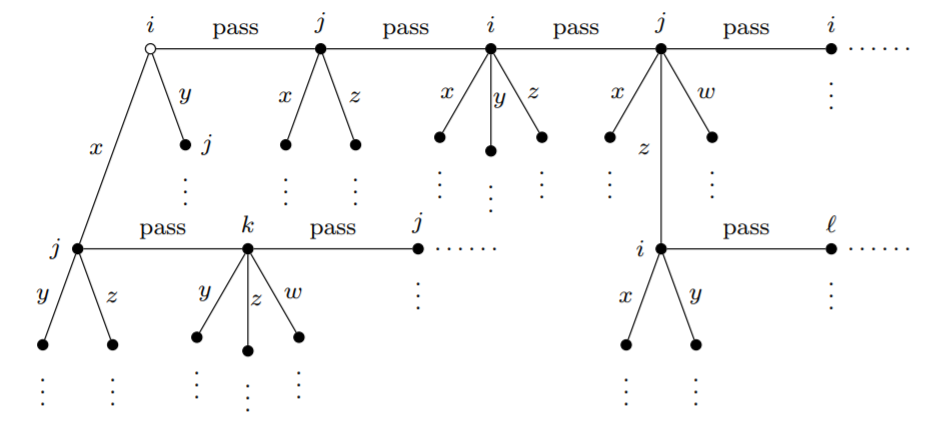 i pass j pass i pass j pass i
y x z x y z x w
x j z
j pass k pass j i pass ℓ
y z y z w x y